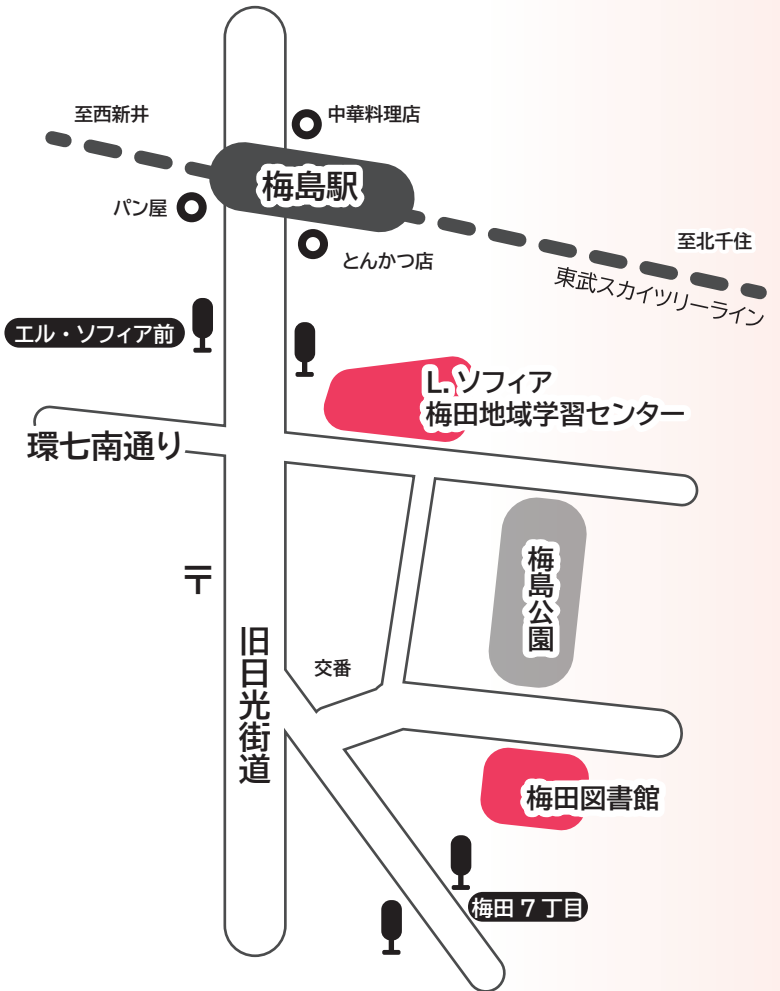 至西新井
中華料理店
梅島駅
パン屋
とんかつ店
至北千住
東武スカイツリーライン
エル・ソフィア前
L. ソフィア
梅田地域学習センター
環七南通り
〒
梅島公園
旧日光街道
交番
梅田図書館
梅田7丁目